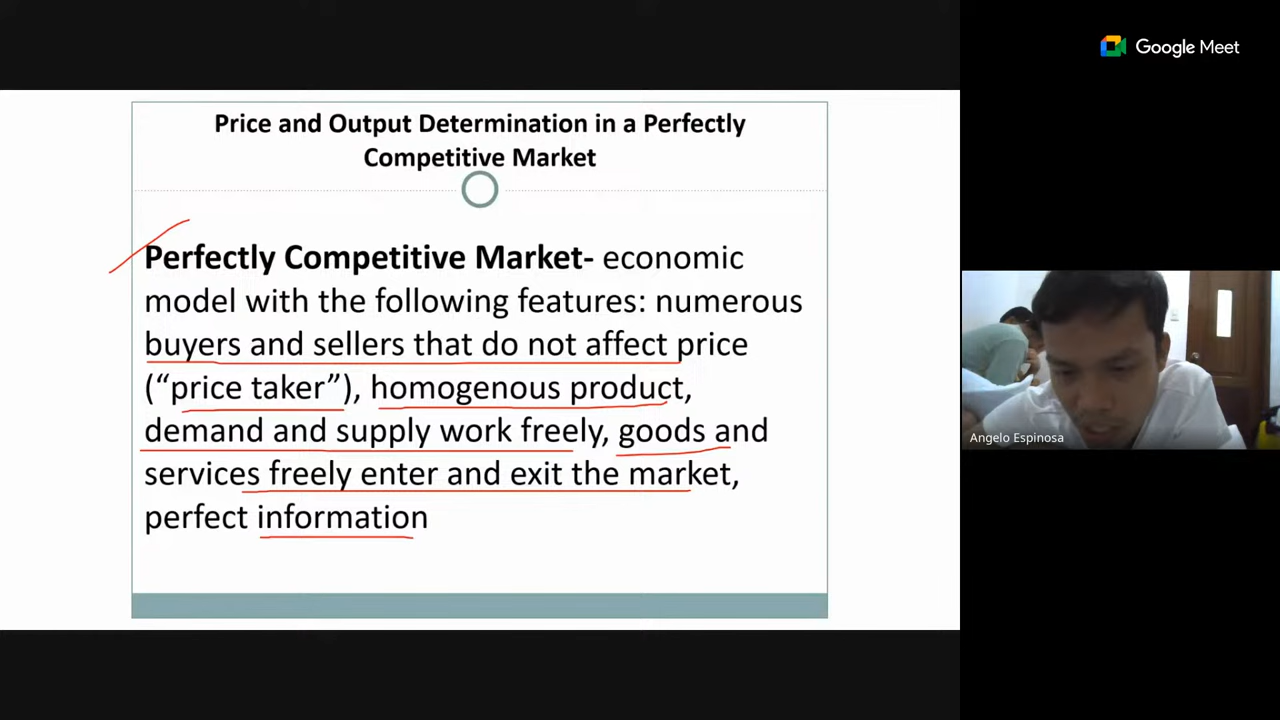 Google Meet
Price and Output Determination in a Perfectly
Competitive Market
Perfectly Competitive Market- economic
model with the following features: numerous
buyers and sellers that do not affect price
(“price taker”), homogenous product,
demand and supply work freely, goods and
services freely enter and exit the market,
perfect information
Angelo Espinosa